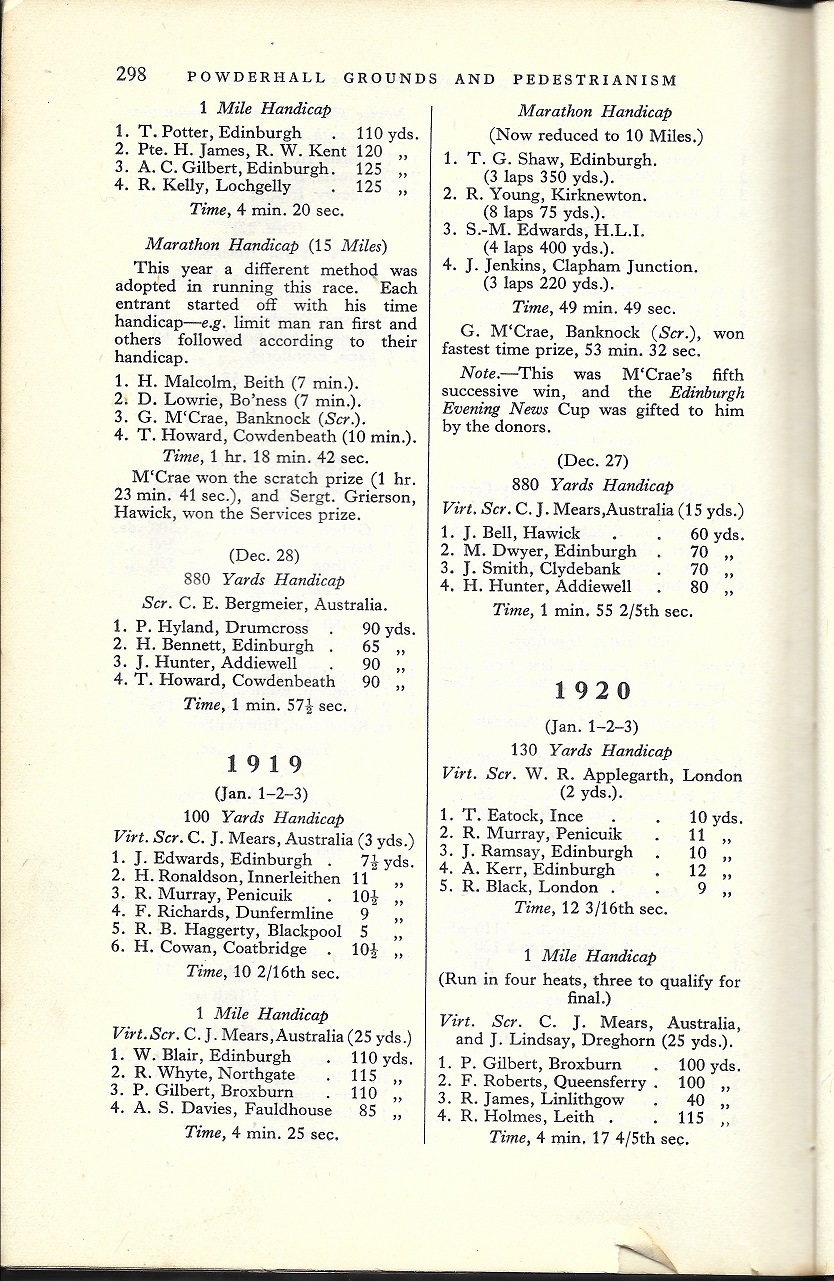 298 POWDERHALL GROUNDS AND PEDESTRIANISM
1 Mile Handicap
1. T. Potter, Edinburgh . 110 yds.
2. Pte. H. James, R. W. Kent 120 „
3. A. C. Gilbert, Edinburgh. 125 „
4. R. Kelly, Lochgelly . 125 „
Time, 4 min. 20 sec.
Marathon Handicap (15 Miles)
This year a different method was
adopted in running this race. Each
entrant started off with his time
handicap—e.g. limit man ran first and
others followed according to their
handicap.
1. H. Malcolm, Beith (7 min.).
2. D. Lowrie, Bo'ness (7 min.).
3. G. M‘Crae, Banknock (Scr.).
4. T. Howard, Cowdenbeath (10 min.).
Time, 1 hr. 18 min. 42 sec.
M‘Crae won the scratch prize (1 hr.
23 min. 41 sec.), and Sergt. Grierson,
Hawick, won the Services prize.
(Dec. 28)
880 Yards Handicap
Scr. C. E. Bergmeier, Australia.
1. P. Hyland, Drumcross . 90 yds.
2. H. Bennett, Edinburgh . 65 „
3. J. Hunter, Addiewell . 90 „
4. T. Howard, Cowdenbeath 90 „
Time, 1 min. 57½ sec.
1919
(Jan. 1–2–3)
100 Yards Handicap
Virt. Scr. C. J. Mears, Australia (3 yds.)
1. J. Edwards, Edinburgh . 7½ yds.
2. H. Ronaldson, Innerleithen 11 „
3. R. Murray, Penicuik . 10½ „
4. F. Richards, Dunfermline 9 „
5. R. B. Haggerty, Blackpool 5 „
6. H. Cowan, Coatbridge . 10½ „
Time, 10 2/16th sec.
1 Mile Handicap
Virt. Scr. C. J. Mears, Australia (25 yds.)
1. W. Blair, Edinburgh . 110 yds.
2. R. Whyte, Northgate . 115 „
3. P. Gilbert, Broxburn . 110 „
4. A. S. Davies, Fauldhouse 85 „
Time, 4 min. 25 sec.
Marathon Handicap
(Now reduced to 10 Miles.)
1. T. G. Shaw, Edinburgh.
(3 laps 350 yds.).
2. R. Young, Kirknewton.
(8 laps 75 yds.).
3. S.-M. Edwards, H.L.I.
(4 laps 400 yds.).
4. J. Jenkins, Clapham Junction.
(3 laps 220 yds.).
Time, 49 min. 49 sec.
G. M‘Crae, Banknock (Scr.), won
fastest time prize, 53 min. 32 sec.
Note.—This was M‘Crae's fifth
successive win, and the Edinburgh
Evening News Cup was gifted to him
by the donors.
(Dec. 27)
880 Yards Handicap
Virt. Scr. C. J. Mears, Australia (15 yds.)
1. J. Bell, Hawick . . 60 yds.
2. M. Dwyer, Edinburgh . 70 „
3. J. Smith, Clydebank . 70 „
4. H. Hunter, Addiewell . 80 „
Time, 1 min. 55 2/5th sec.
1920
(Jan. 1–2–3)
130 Yards Handicap
Virt. Scr. W. R. Applegarth, London
(2 yds.).
1. T. Eatock, Ince . . 10 yds.
2. R. Murray, Penicuik . 11 „
3. J. Ramsay, Edinburgh . 10 „
4. A. Kerr, Edinburgh . 12 „
5. R. Black, London . . 9 „
Time, 12 3/16th sec.
1 Mile Handicap
(Run in four heats, three to qualify for
final.)
Virt. Scr. C. J. Mears, Australia,
and J. Lindsay, Dreghorn (25 yds.).
1. P. Gilbert, Broxburn . 100 yds.
2. F. Roberts, Queensferry . 100 „
3. R. James, Linlithgow . 40 „
4. R. Holmes, Leith . . 115 „
Time, 4 min. 17 4/5th sec.